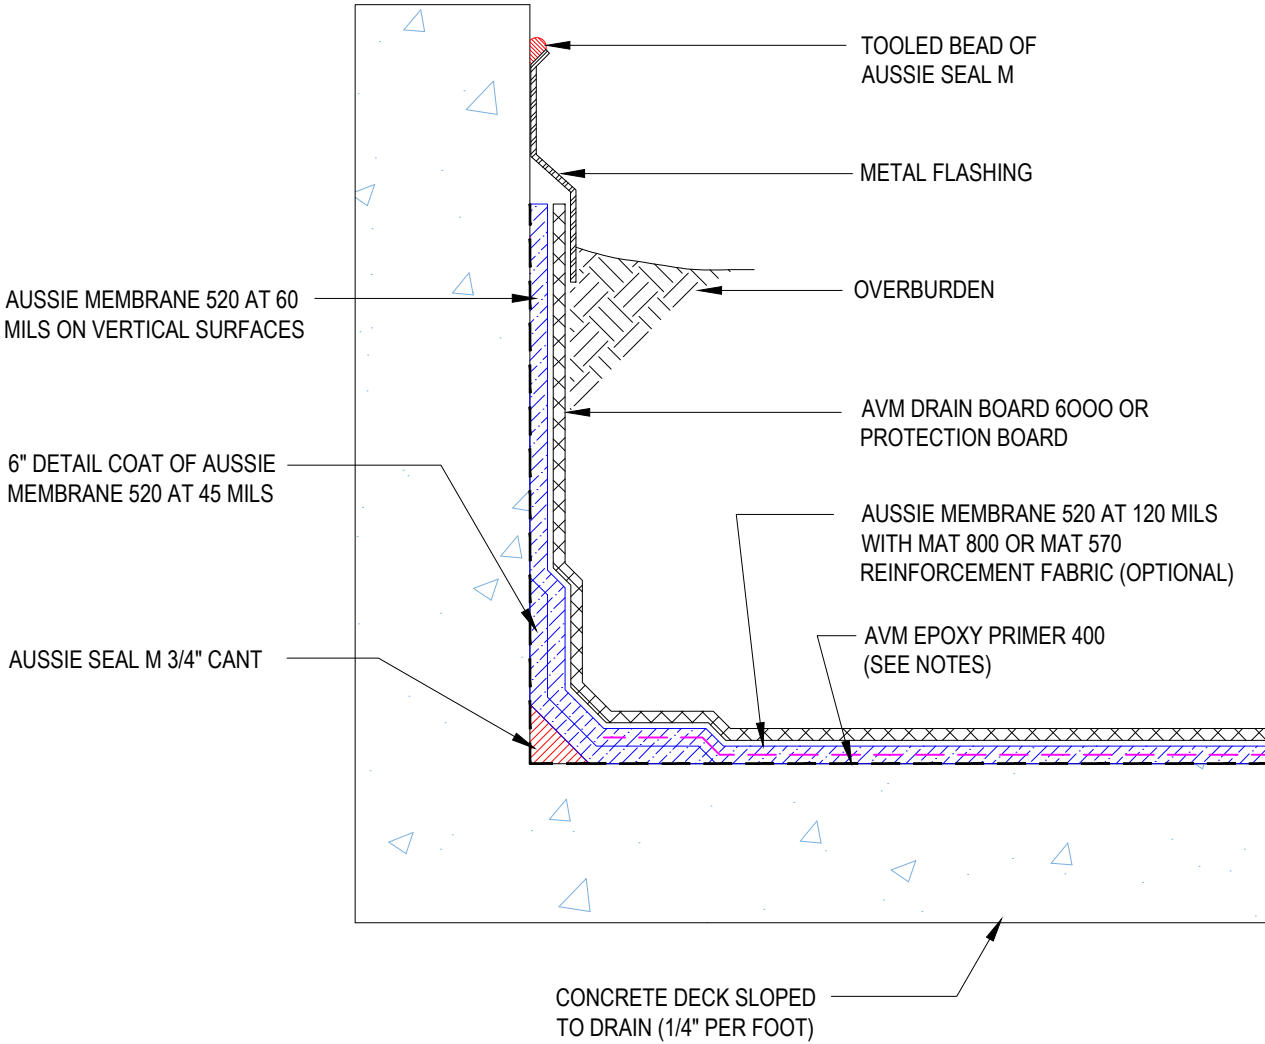 TOOLED BEAD OF
AUSSIE SEAL M
METAL FLASHING
OVERBURDEN
AUSSIE MEMBRANE 520 AT 60
MILS ON VERTICAL SURFACES
AVM DRAIN BOARD 6OOO OR
PROTECTION BOARD
6" DETAIL COAT OF AUSSIE
MEMBRANE 520 AT 45 MILS
AUSSIE MEMBRANE 520 AT 120 MILS
WITH MAT 800 OR MAT 570
REINFORCEMENT FABRIC (OPTIONAL)
AVM EPOXY PRIMER 400
(SEE NOTES)
AUSSIE SEAL M 3/4" CANT
CONCRETE DECK SLOPED
TO DRAIN (1/4" PER FOOT)